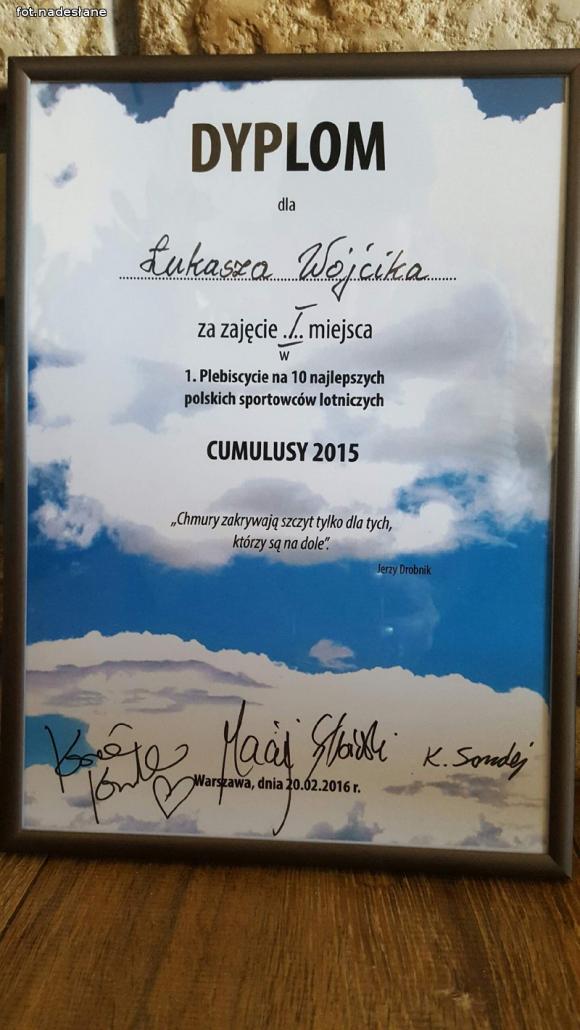 fot.nadesłane
DYPLOM
dla
Łukasza Wójcika
za zajęcie I miejsca
w
1. Plebiscycie na 10 najlepszych
polskich sportowców lotniczych
CUMULUSY 2015
„Chmury zakrywają szczyt tylko dla tych,
którzy są na dole”.
Jerzy Drobnik
Maciej
K. Sondej
Warszawa, dnia 20.02.2016 r.